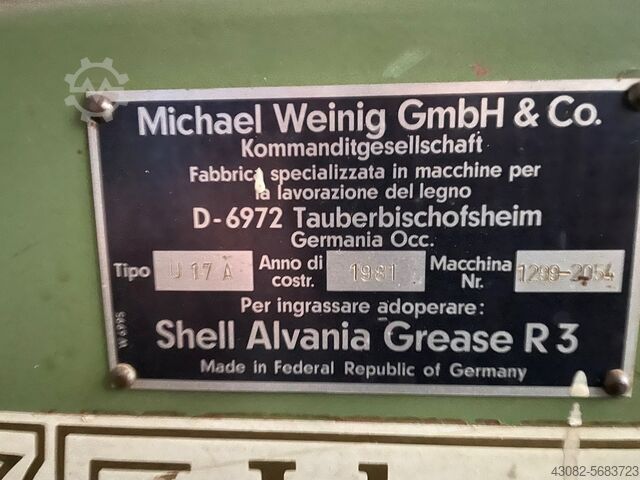 Michael Weinig GmbH & Co.
Kommanditgesellschaft
Fabbrica specializzata in macchine per
la lavorazione del legno
D-6972 Tauberbischofsheim
Germania Occ.
Tipo U 17 A Anno di costr. 1981 Macchina Nr. 1299-2054
Per ingrassare adoperare:
Shell Alvania Grease R 3
Made in Federal Republic of Germany
W 6995
43082-5683723